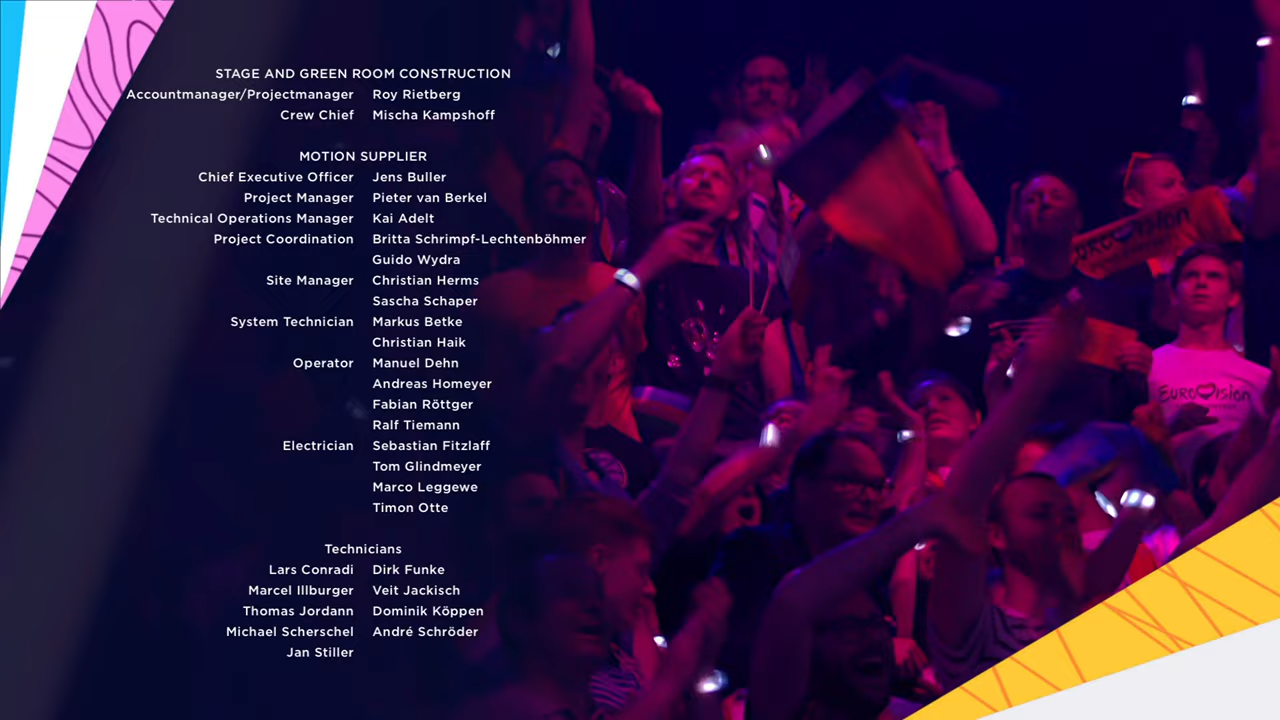 STAGE AND GREEN ROOM CONSTRUCTION
Accountmanager/Projectmanager Roy Rietberg
Crew Chief Mischa Kampshoff
MOTION SUPPLIER
Chief Executive Officer Jens Buller
Project Manager Pieter van Berkel
Technical Operations Manager Kai Adelt
Project Coordination Britta Schrimpf-Lechtenböhmer
Guido Wydra
Site Manager Christian Herms
Sascha Schaper
System Technician Markus Betke
Christian Haik
Operator Manuel Dehn
Andreas Homeyer
Fabian Röttger
Ralf Tiemann
Electrician Sebastian Fitzlaff
Tom Glindmeyer
Marco Leggewe
Timon Otte
Technicians
Lars Conradi Dirk Funke
Marcel Illburger Veit Jackisch
Thomas Jordann Dominik Köppen
Michael Scherschel André Schröder
Jan Stiller
EUROVISION
EUROVISION